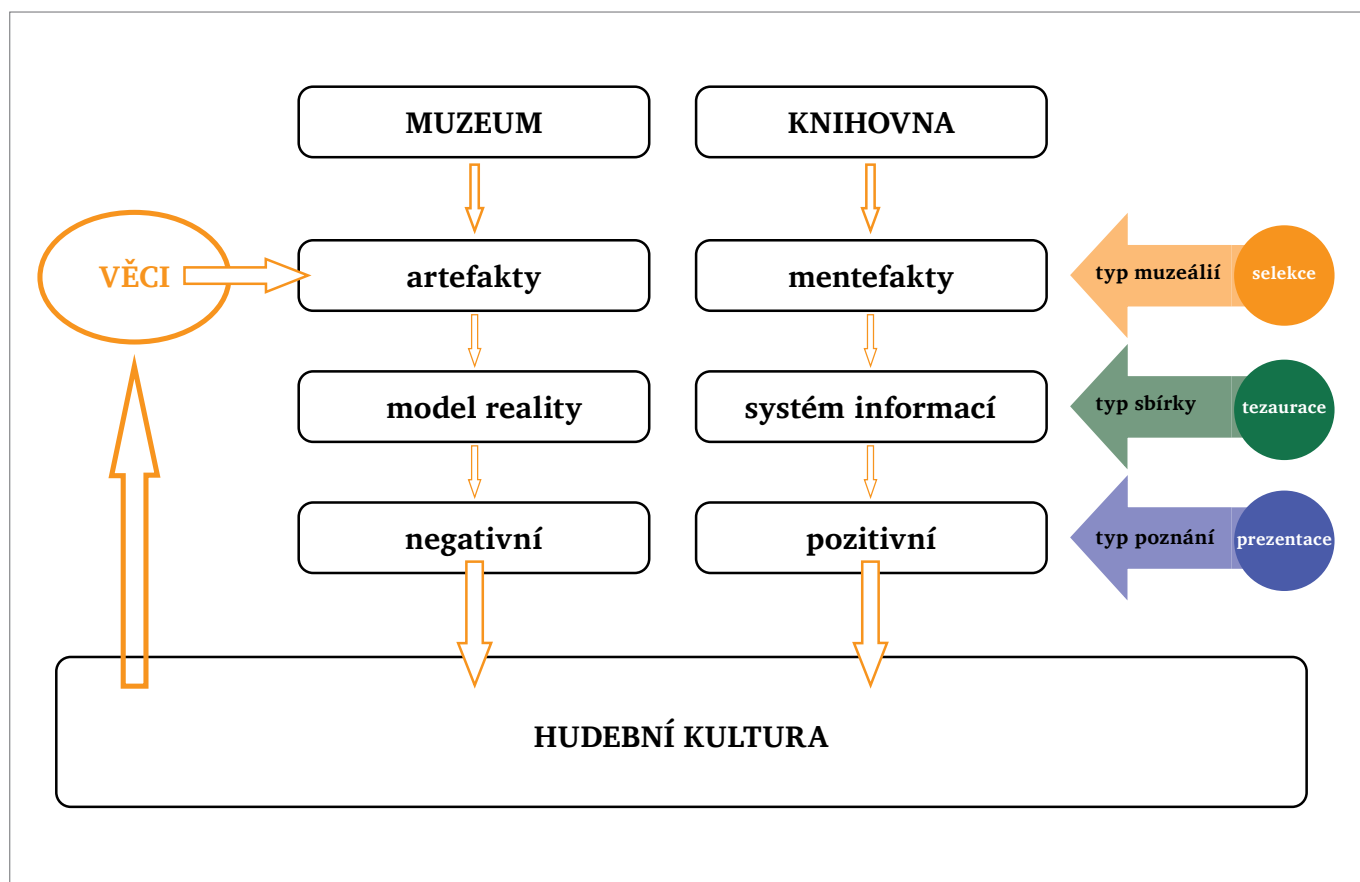 MUZEUM
KNIHOVNA
VĚCI
artefakty
mentefakty
typ muzeálií
selekce
model reality
systém informací
typ sbírky
tezaurace
negativní
pozitivní
typ poznání
prezentace
HUDEBNÍ KULTURA